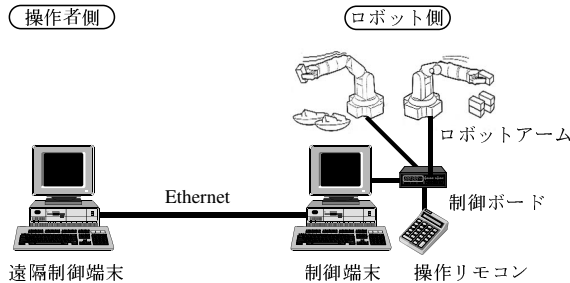 操作者側
ロボット側
ロボットアーム
Ethernet
制御ボード
遠隔制御端末
制御端末
操作リモコン